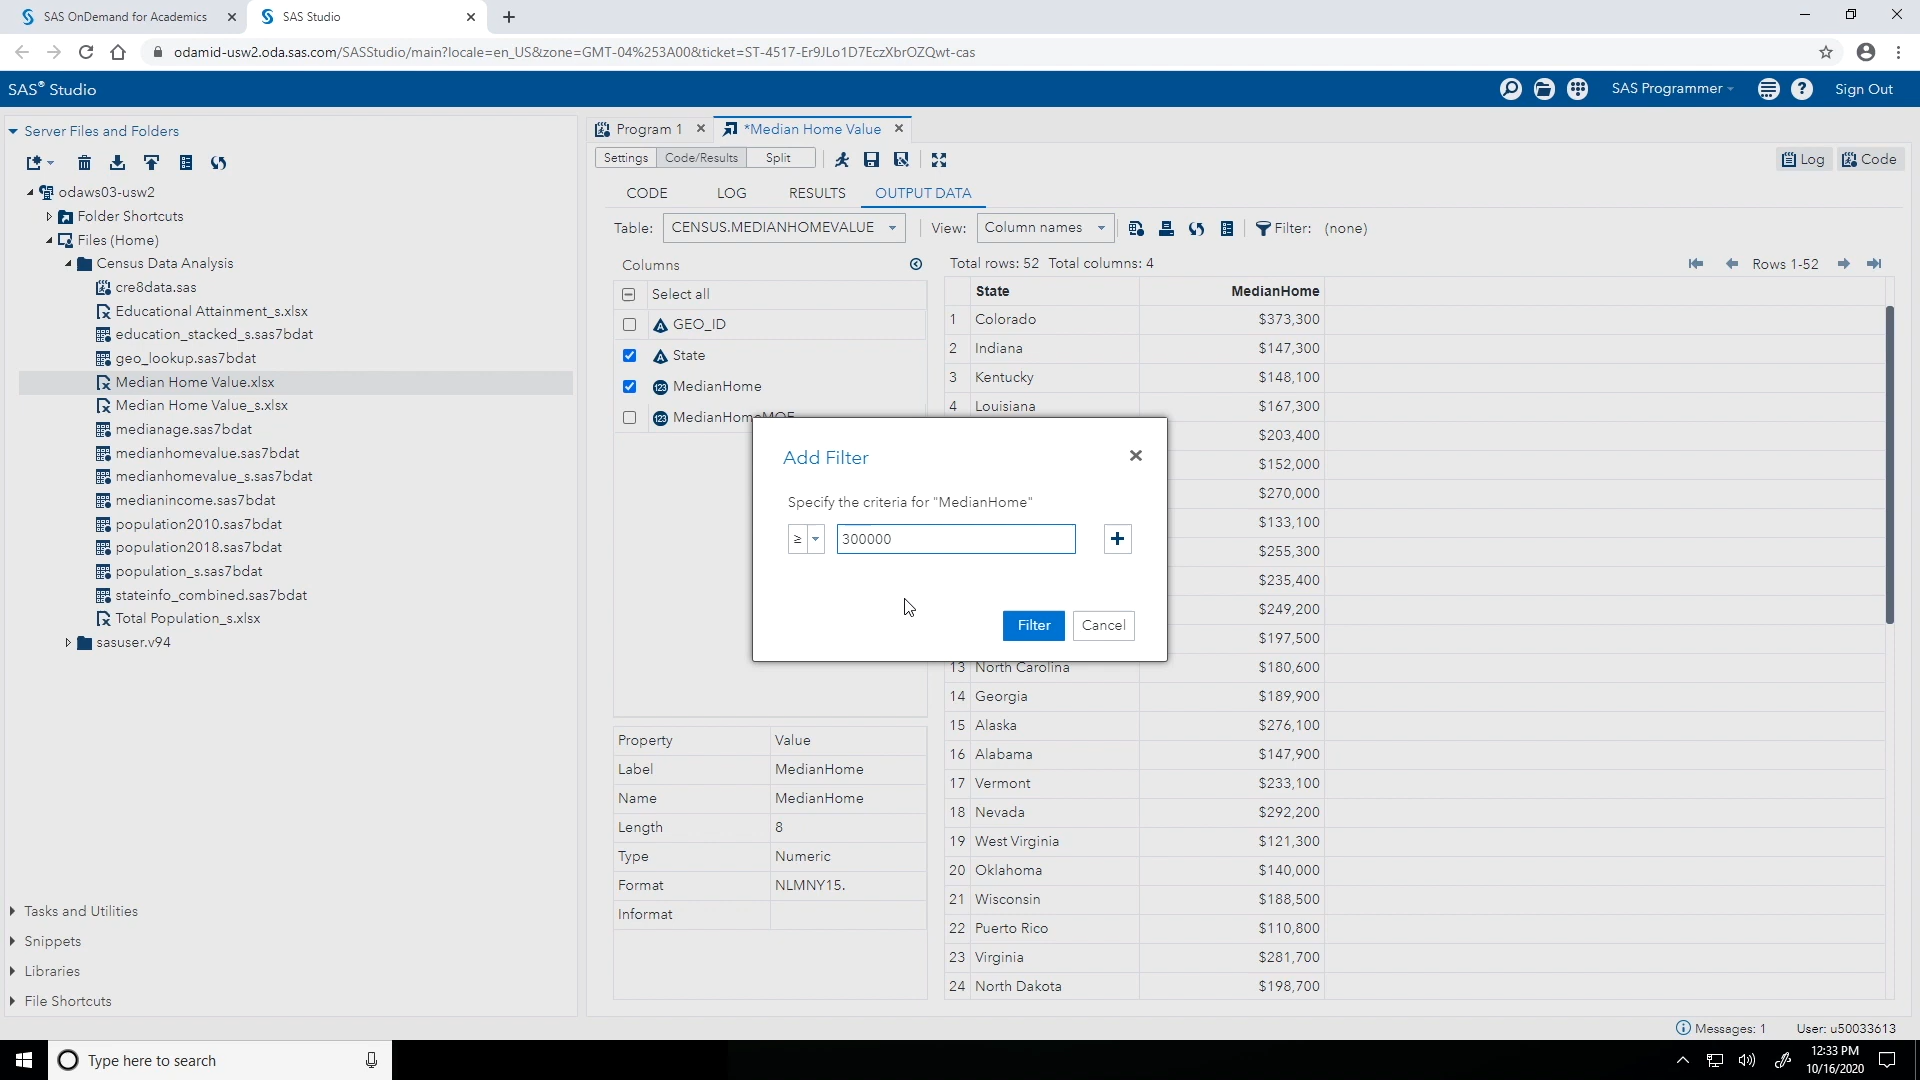 SAS OnDemand for Academics
SAS Studio
odamid-usw2.oda.sas.com/SASStudio/main?locale=en_US&zone=GMT-04%253A00&ticket=ST-4517-Er9JLo1D7EczXbrOZQwt-cas
SAS® Studio
SAS Programmer
Sign Out
Server Files and Folders
odaws03-usw2
Folder Shortcuts
Files (Home)
Census Data Analysis
cre8data.sas
Educational Attainment_s.xlsx
education_stacked_s.sas7bdat
geo_lookup.sas7bdat
Median Home Value.xlsx
Median Home Value_s.xlsx
medianage.sas7bdat
medianhomevalue.sas7bdat
medianhomevalue_s.sas7bdat
medianincome.sas7bdat
population2010.sas7bdat
population2018.sas7bdat
population_s.sas7bdat
stateinfo_combined.sas7bdat
Total Population_s.xlsx
sasuser.v94
Tasks and Utilities
Snippets
Libraries
File Shortcuts
Program 1
*Median Home Value
Settings Code/Results Split
Log Code
CODE LOG RESULTS OUTPUT DATA
Table: CENSUS.MEDIANHOMEVALUE View: Column names Filter: (none)
Columns
Select all
GEO_ID
State
MedianHome
MedianHomeMOE
Property Value
Label MedianHome
Name MedianHome
Length 8
Type Numeric
Format NLMNY15.
Informat
Total rows: 52 Total columns: 4 Rows 1-52
State MedianHome
1 Colorado $373,300
2 Indiana $147,300
3 Kentucky $148,100
4 Louisiana $167,300
$203,400
$152,000
$270,000
$133,100
$255,300
$235,400
$249,200
$197,500
13 North Carolina $180,600
14 Georgia $189,900
15 Alaska $276,100
16 Alabama $147,900
17 Vermont $233,100
18 Nevada $292,200
19 West Virginia $121,300
20 Oklahoma $140,000
21 Wisconsin $188,500
22 Puerto Rico $110,800
23 Virginia $281,700
24 North Dakota $198,700
Add Filter
Specify the criteria for "MedianHome"
≥ 300000
Filter Cancel
Messages: 1 User: u50033613
Type here to search
12:33 PM
10/16/2020